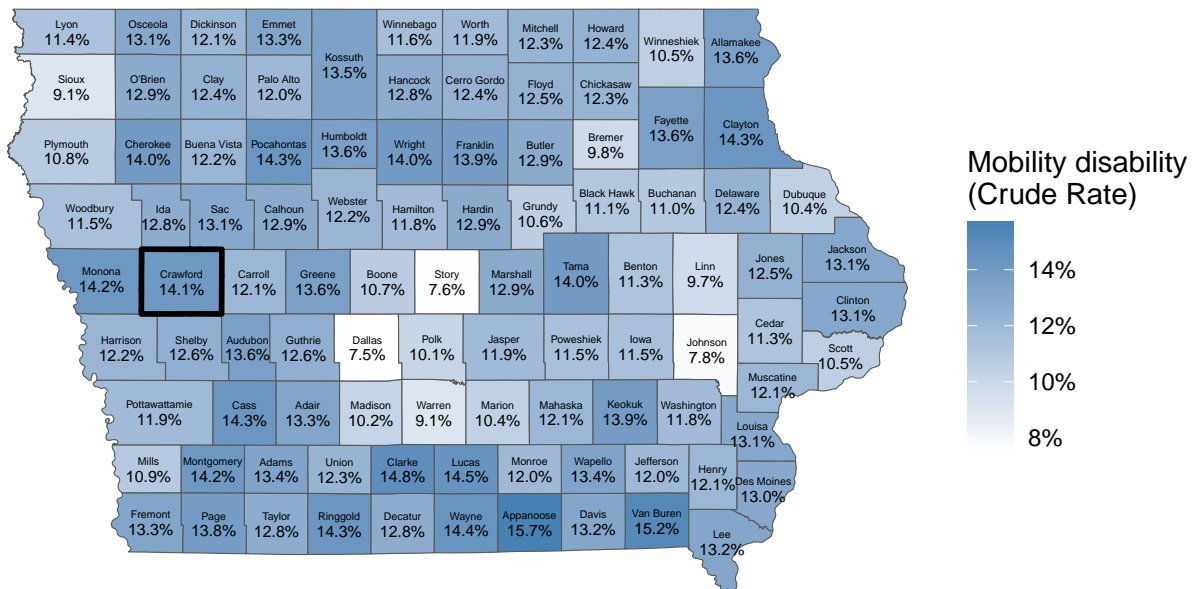 Lyon
11.4%
Osceola
13.1%
Dickinson
12.1%
Emmet
13.3%
Kossuth
13.5%
Winnebago
11.6%
Worth
11.9%
Mitchell
12.3%
Howard
12.4%
Winneshiek
10.5%
Allamakee
13.6%
Sioux
9.1%
O'Brien
12.9%
Clay
12.4%
Palo Alto
12.0%
Hancock
12.8%
Cerro Gordo
12.4%
Floyd
12.5%
Chickasaw
12.3%
Plymouth
10.8%
Cherokee
14.0%
Buena Vista
12.2%
Pocahontas
14.3%
Humboldt
13.6%
Wright
14.0%
Franklin
13.9%
Butler
12.9%
Bremer
9.8%
Fayette
13.6%
Clayton
14.3%
Woodbury
11.5%
Ida
12.8%
Sac
13.1%
Calhoun
12.9%
Webster
12.2%
Hamilton
11.8%
Hardin
12.9%
Grundy
10.6%
Black Hawk
11.1%
Buchanan
11.0%
Delaware
12.4%
Dubuque
10.4%
Monona
14.2%
Crawford
14.1%
Carroll
12.1%
Greene
13.6%
Boone
10.7%
Story
7.6%
Marshall
12.9%
Tama
14.0%
Benton
11.3%
Linn
9.7%
Jones
12.5%
Jackson
13.1%
Clinton
13.1%
Harrison
12.2%
Shelby
12.6%
Audubon
13.6%
Guthrie
12.6%
Dallas
7.5%
Polk
10.1%
Jasper
11.9%
Poweshiek
11.5%
Iowa
11.5%
Johnson
7.8%
Cedar
11.3%
Scott
10.5%
Muscatine
12.1%
Pottawattamie
11.9%
Cass
14.3%
Adair
13.3%
Madison
10.2%
Warren
9.1%
Marion
10.4%
Mahaska
12.1%
Keokuk
13.9%
Washington
11.8%
Louisa
13.1%
Mills
10.9%
Montgomery
14.2%
Adams
13.4%
Union
12.3%
Clarke
14.8%
Lucas
14.5%
Monroe
12.0%
Wapello
13.4%
Jefferson
12.0%
Henry
12.1%
Des Moines
13.0%
Fremont
13.3%
Page
13.8%
Taylor
12.8%
Ringgold
14.3%
Decatur
12.8%
Wayne
14.4%
Appanoose
15.7%
Davis
13.2%
Van Buren
15.2%
Lee
13.2%
Mobility disability
(Crude Rate)
14%
12%
10%
8%